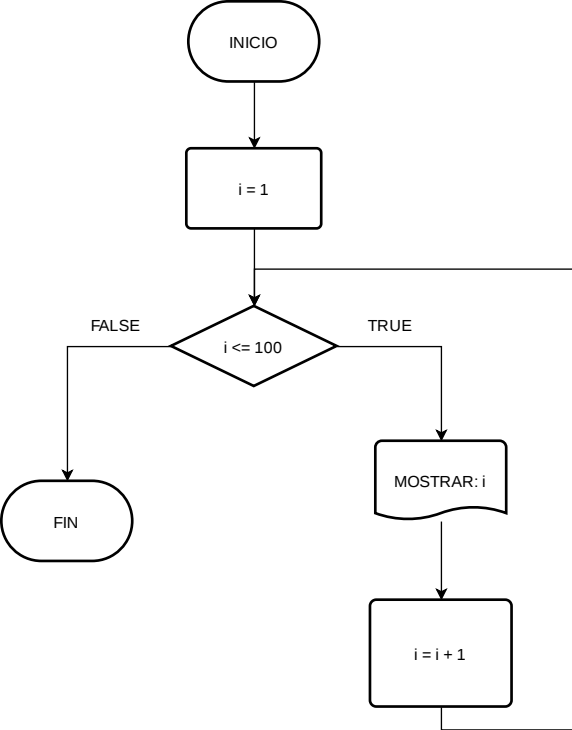 INICIO
i = 1
FALSE
TRUE
i <= 100
MOSTRAR: i
FIN
i = i + 1